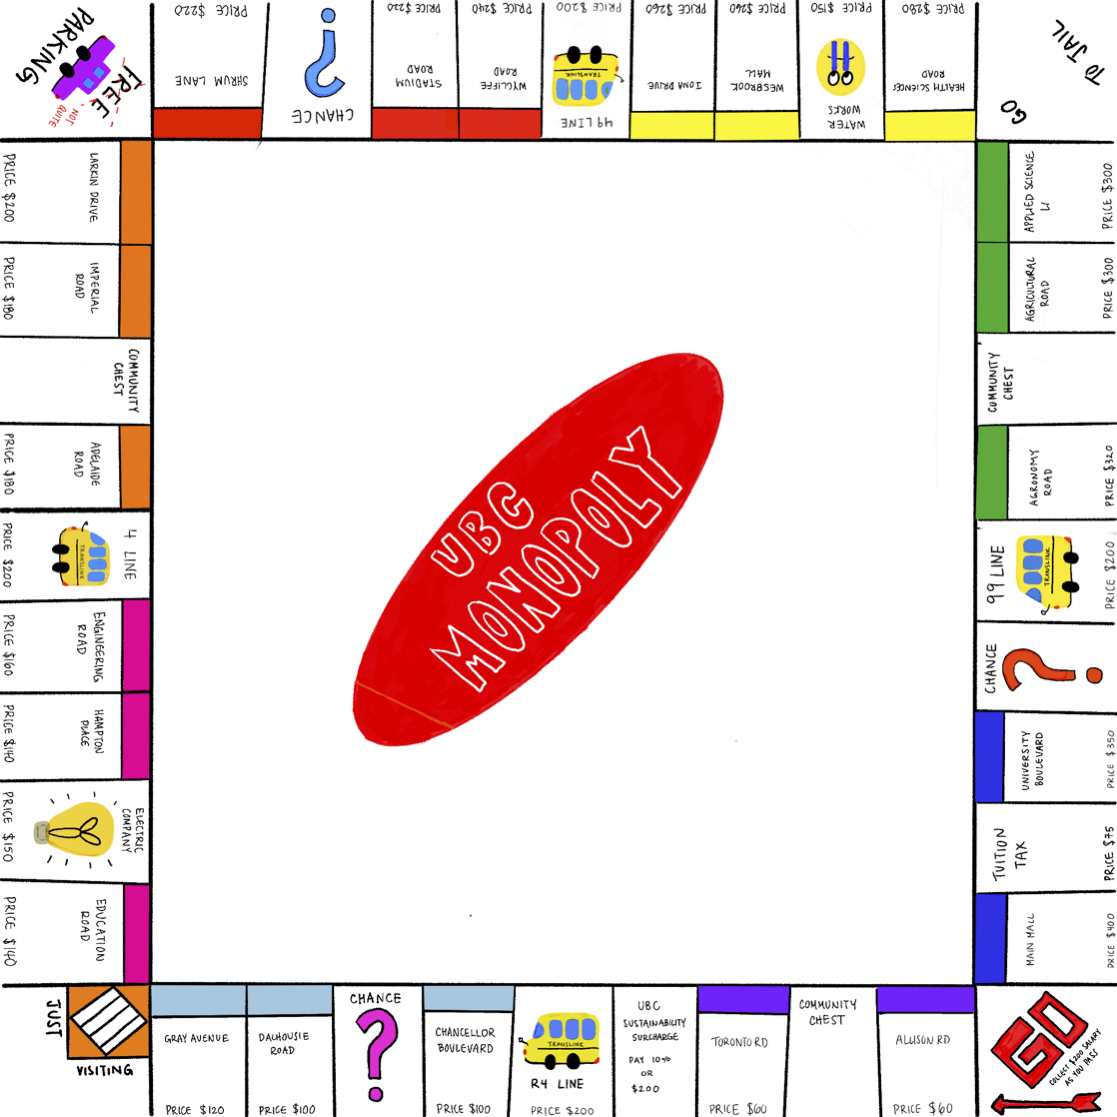 FREE
PARKING
NOT
QUITE
PRICE $220
SHRUM LANE
CHANCE
PRICE $220
STADIUM
ROAD
PRICE $240
WYCLIFFE
ROAD
PRICE $200
TRANSLINK
49 LINE
PRICE $260
IONA DRIVE
PRICE $260
WESBROOK
MALL
PRICE $150
WATER
WORKS
PRICE $280
HEALTH SCIENCES
ROAD
GO
TO JAIL
APPLIED SCIENCE
PRICE $300
AGRICULTURAL
ROAD
PRICE $300
COMMUNITY
CHEST
AGRONOMY
ROAD
PRICE $320
99 LINE
TRANSLINK
PRICE $200
CHANCE
UNIVERSITY
BOULEVARD
PRICE $350
TUITION
TAX
PRICE $75
MAIN MALL
PRICE $400
GO
COLLECT $200 SALARY
AS YOU PASS
ALLISON RD
PRICE $60
COMMUNITY
CHEST
TORONTO RD
PRICE $60
UBC
SUSTAINABILITY
SURCHARGE
PAY 10%
OR
$200
TRANSLINK
R4 LINE
PRICE $200
CHANCELLOR
BOULEVARD
PRICE $100
CHANCE
DALHOUSIE
ROAD
PRICE $100
GRAY AVENUE
PRICE $120
JUST
VISITING
EDUCATION
ROAD
PRICE $140
ELECTRIC
COMPANY
PRICE $150
HAMPTON
PLACE
PRICE $140
ENGINEERING
ROAD
PRICE $160
4 LINE
TRANSLINK
PRICE $200
ADELAIDE
ROAD
PRICE $180
COMMUNITY
CHEST
IMPERIAL
ROAD
PRICE $180
LARKIN DRIVE
PRICE $200
UBC
MONOPOLY